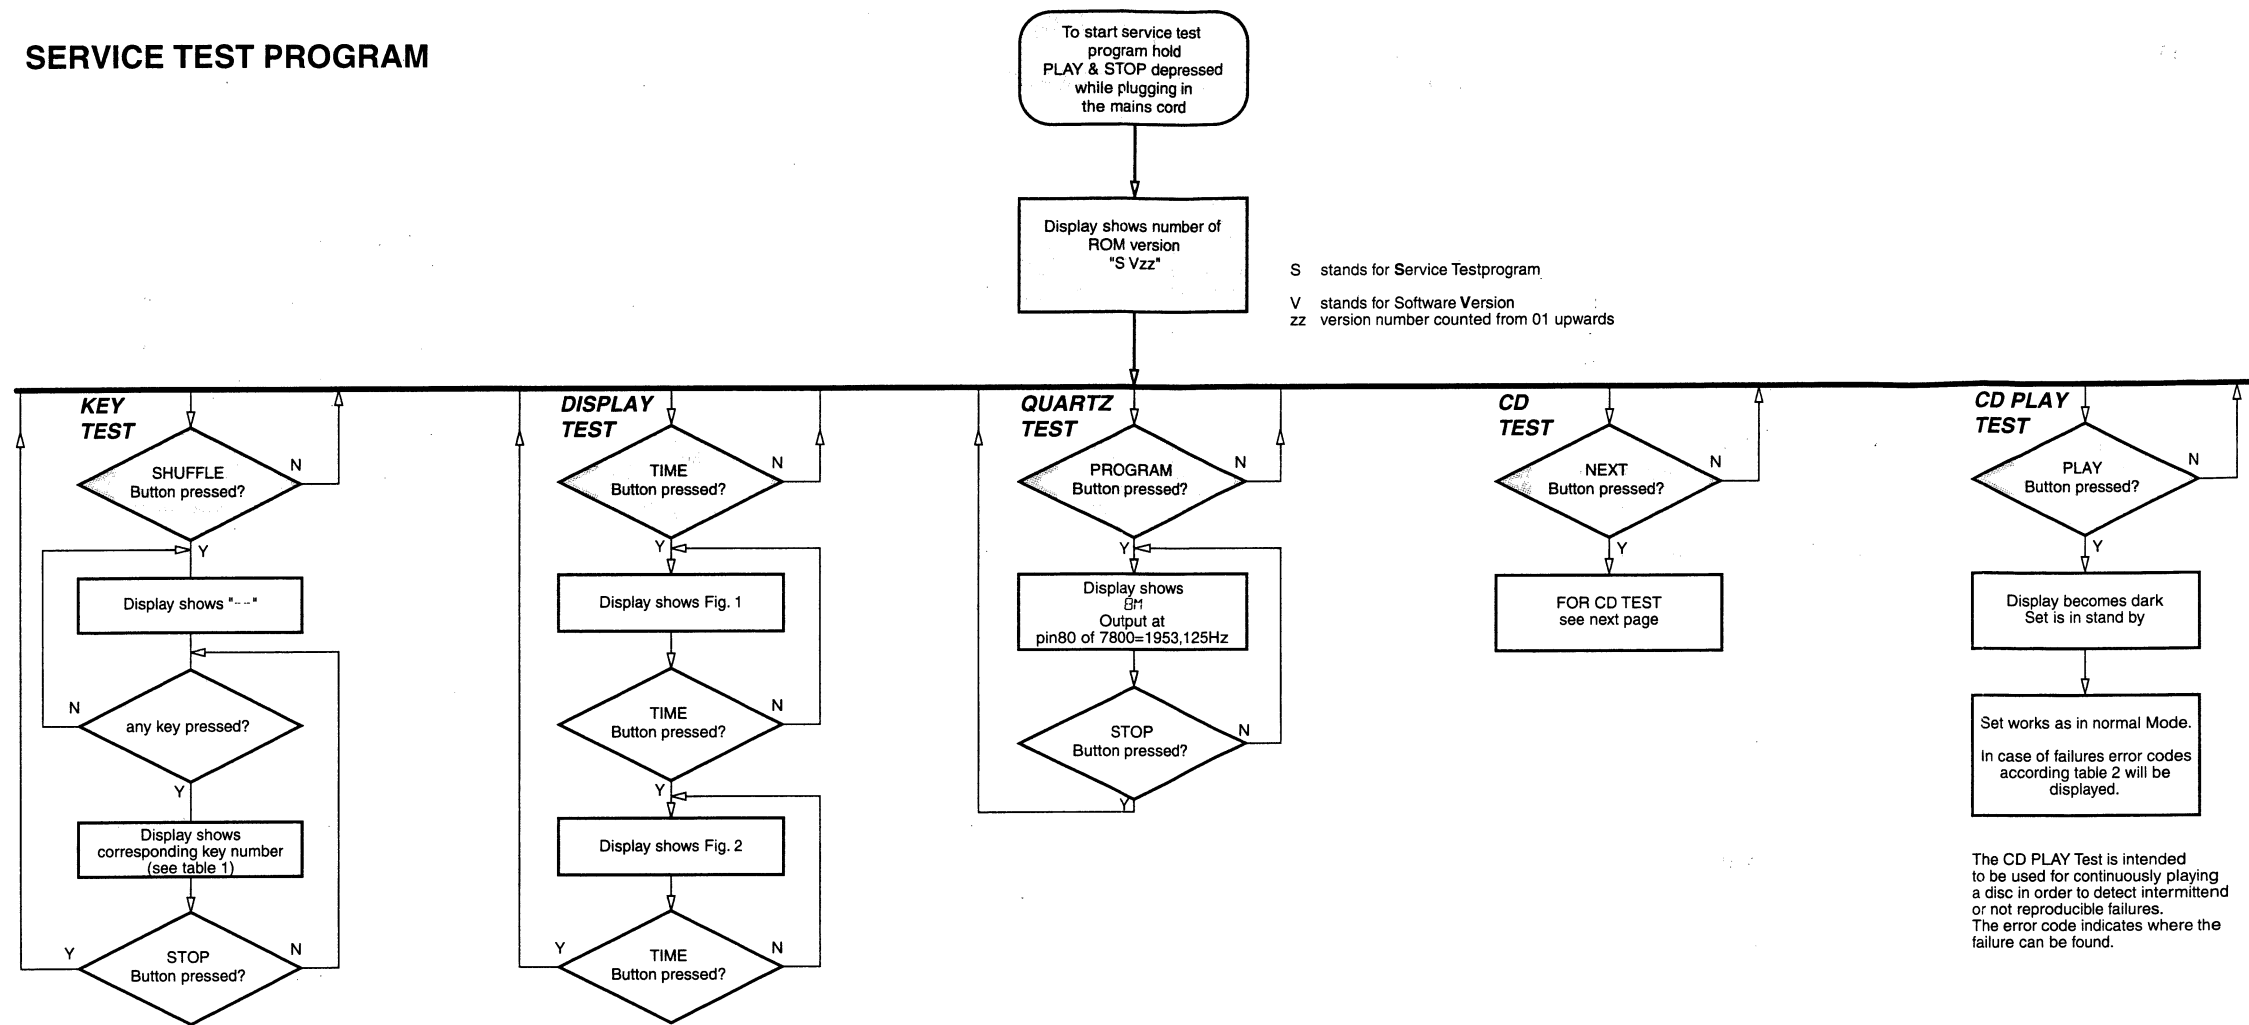 SERVICE TEST PROGRAM
To start service test
program hold
PLAY & STOP depressed
while plugging in
the mains cord
Display shows number of
ROM version
"S Vzz"
S stands for Service Testprogram
V stands for Software Version
zz version number counted from 01 upwards
KEY
TEST
SHUFFLE
Button pressed?
N
Y
Display shows "--"
any key pressed?
N
Y
Display shows
corresponding key number
(see table 1)
STOP
Button pressed?
Y
N
DISPLAY
TEST
TIME
Button pressed?
N
Y
Display shows Fig. 1
TIME
Button pressed?
N
Y
Display shows Fig. 2
TIME
Button pressed?
Y
N
QUARTZ
TEST
PROGRAM
Button pressed?
N
Y
Display shows
8M
Output at
pin80 of 7800=1953,125Hz
STOP
Button pressed?
N
Y
CD
TEST
NEXT
Button pressed?
N
Y
FOR CD TEST
see next page
CD PLAY
TEST
PLAY
Button pressed?
N
Y
Display becomes dark
Set is in stand by
Set works as in normal Mode.
In case of failures error codes
according table 2 will be
displayed.
The CD PLAY Test is intended
to be used for continuously playing
a disc in order to detect intermittend
or not reproducible failures.
The error code indicates where the
failure can be found.